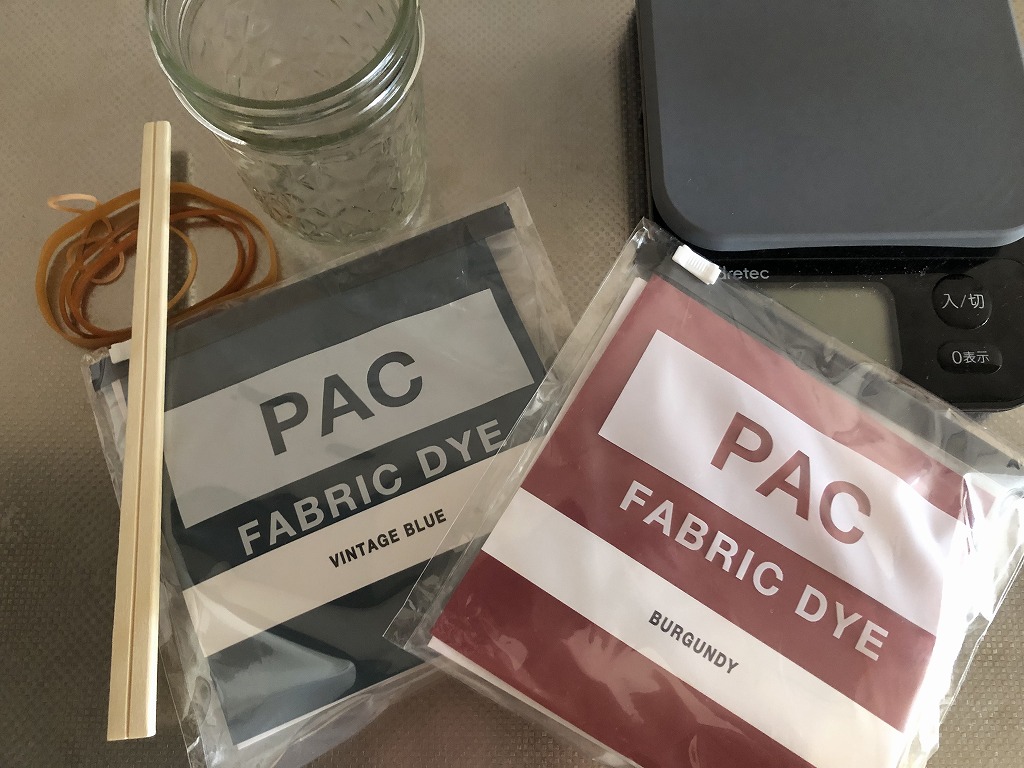 PAC
FABRIC DYE
VINTAGE BLUE
PAC
FABRIC DYE
BURGUNDY
dretec
入/切
0表示